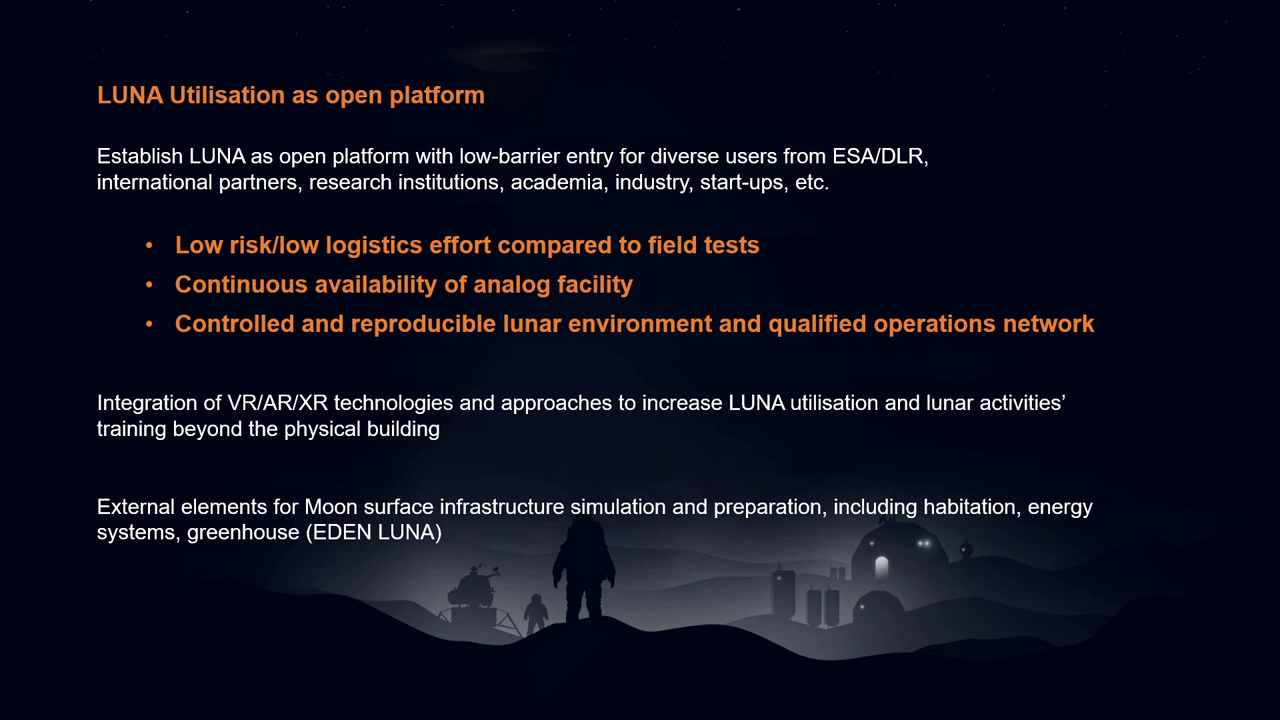 LUNA Utilisation as open platform
Establish LUNA as open platform with low-barrier entry for diverse users from ESA/DLR,
international partners, research institutions, academia, industry, start-ups, etc.
• Low risk/low logistics effort compared to field tests
• Continuous availability of analog facility
• Controlled and reproducible lunar environment and qualified operations network
Integration of VR/AR/XR technologies and approaches to increase LUNA utilisation and lunar activities’
training beyond the physical building
External elements for Moon surface infrastructure simulation and preparation, including habitation, energy
systems, greenhouse (EDEN LUNA)